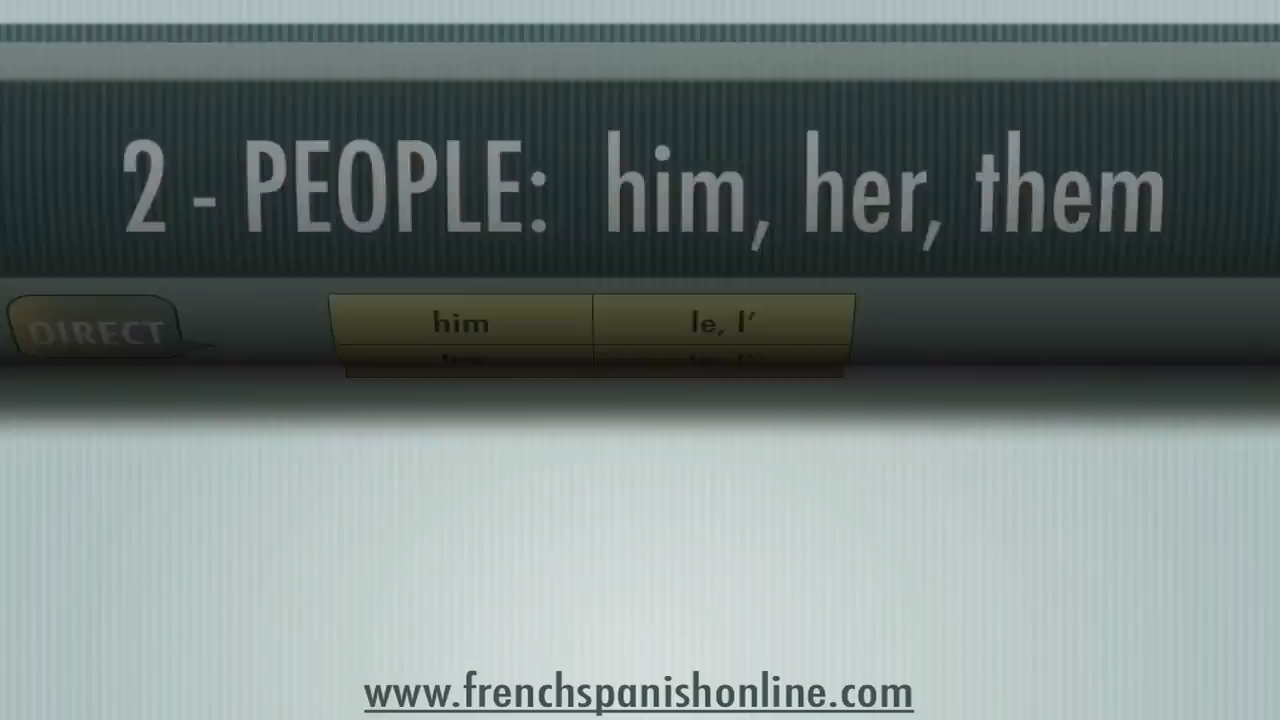 2 - PEOPLE: him, her, them
DIRECT
him le, l'
www.frenchspanishonline.com